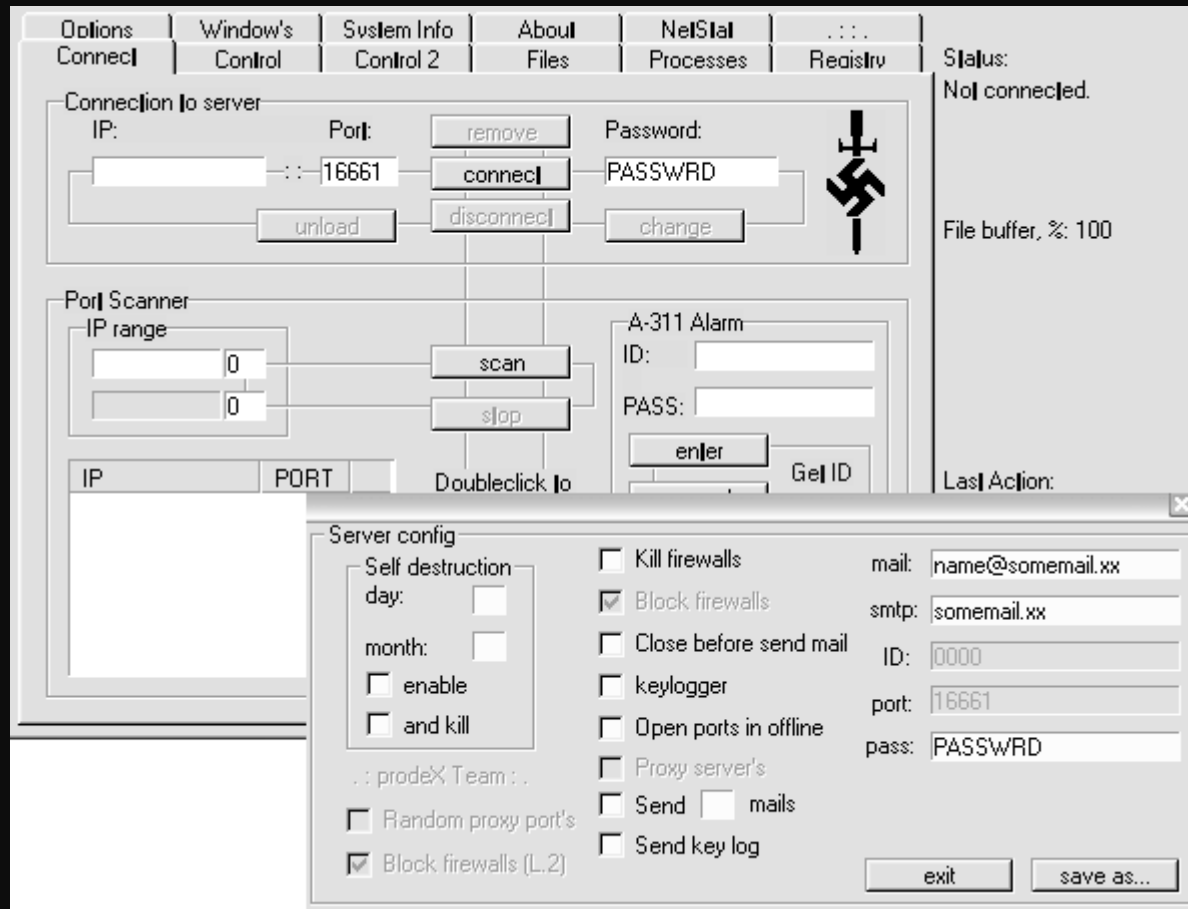 Options Window's System Info About NetStat . : : .
Connect Control Control 2 Files Processes Registry
Status:
Not connected.
Connection to server
IP: Port: remove Password:
: : 16661 connect PASSWRD
unload disconnect change
File buffer, %: 100
Port Scanner
IP range
A-311 Alarm
0 scan ID:
0 stop PASS:
enter
IP PORT Doubleclick to Get ID
Last Action:
Server config
Self destruction
day:
month:
enable
and kill
. : prodeX Team : .
Random proxy port's
Block firewalls (L.2)
Kill firewalls
Block firewalls
Close before send mail
keylogger
Open ports in offline
Proxy server's
Send mails
Send key log
mail: name@somemail.xx
smtp: somemail.xx
ID: 0000
port: 16661
pass: PASSWRD
exit save as...